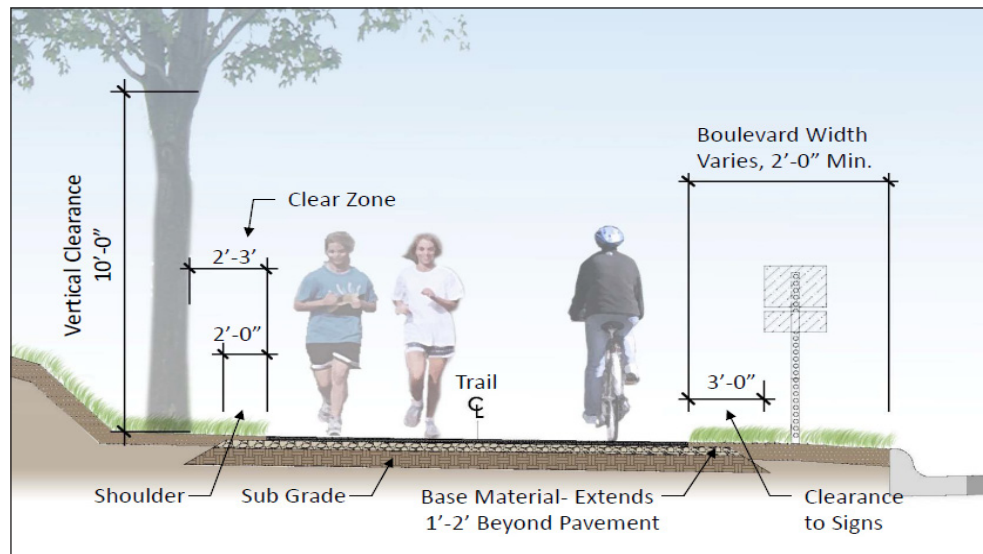 Boulevard Width
Varies, 2’-0” Min.
Clear Zone
Vertical Clearance
10’-0”
2’-3’
2’-0”
Trail
℄
3’-0”
Shoulder
Sub Grade
Base Material- Extends
1’-2’ Beyond Pavement
Clearance
to Signs